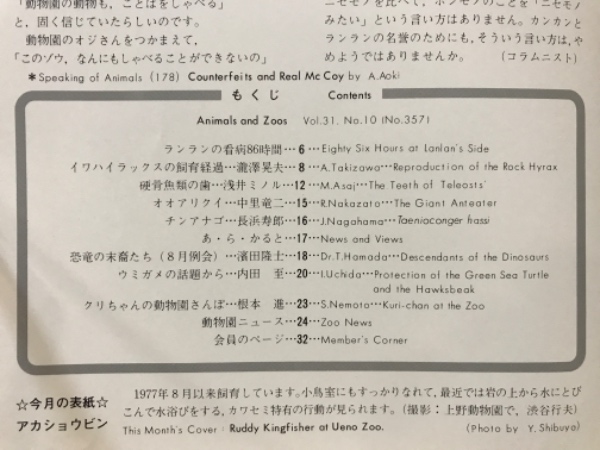 「動物園の動物も，ことばをしゃべる」
と，固く信じていたらしいのです。
動物園のオジさんをつかまえて，
「このゾウ，なんにもしゃべることができないの」
ニセモノを比べて，ホンモノのことを「ニセモノ
みたい」という言い方はありません。カンカンと
ランランの名誉のためにも，そういう言い方は，や
めようではありませんか。 （コラムニスト）
＊Speaking of Animals (178) Counterfeits and Real Mc Coy by A.Aoki
もくじ Contents
Animals and Zoos Vol.31. No.10 (No.357)
ランランの看病86時間…6…Eighty Six Hours at Lanlan's Side
イワハイラックスの飼育経過…瀧澤晃夫…8…A.Takizawa…Reproduction of the Rock Hyrax
硬骨魚類の歯…浅井ミノル…12…M.Asai…The Teeth of Teleosts'
オオアリクイ…中里竜二…15…R.Nakazato…The Giant Anteater
チンアナゴ…長浜寿郎…16…J.Nagahama…Taenioconger hassi
あ・ら・かると…17…News and Views
恐竜の末裔たち（８月例会）…濱田隆士…18…Dr.T.Hamada…Descendants of the Dinosaurs
ウミガメの話題から…内田　至…20…I.Uchida…Protection of the Green Sea Turtle
and the Hawksbeak
クリちゃんの動物園さんぽ…根本　進…23…S.Nemoto…Kuri-chan at the Zoo
動物園ニュース…24…Zoo News
会員のページ…32…Member's Corner
☆今月の表紙☆
アカショウビン
1977年８月以来飼育しています。小鳥室にもすっかりなれて，最近では岩の上から水にとび
こんで水浴びをする，カワセミ特有の行動が見られます。（撮影：上野動物園で，渋谷行夫）
This Month's Cover : Ruddy Kingfisher at Ueno Zoo. (Photo by Y. Shibuya)